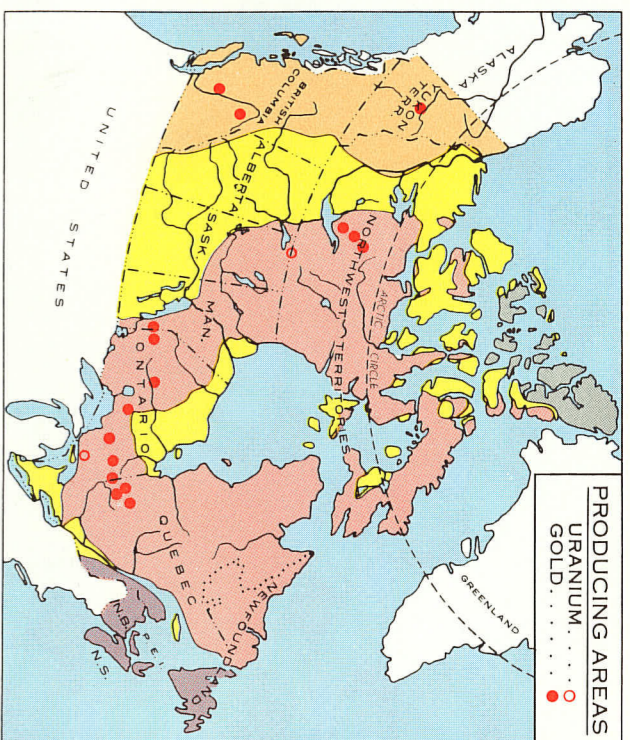 PRODUCING AREAS
URANIUM....
GOLD......
ALASKA
YUKON
TERR.
BRITISH
COLUMBIA
ALBERTA
SASK.
MAN.
NORTHWEST TERRITORIES
ARCTIC CIRCLE
GREENLAND
ONTARIO
QUEBEC
NEWFOUNDLAND
P.E.I.
N.B.
N.S.
UNITED STATES